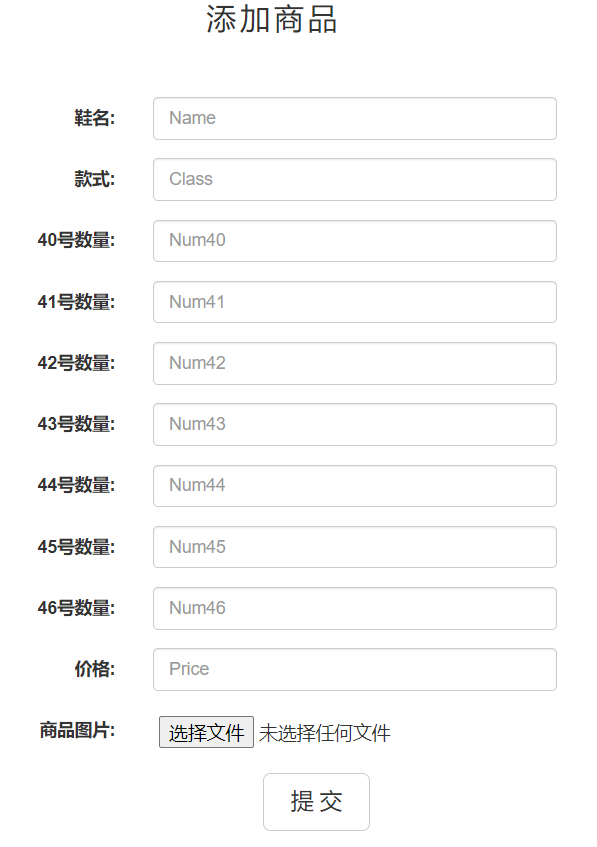 添加商品
鞋名: Name
款式: Class
40号数量: Num40
41号数量: Num41
42号数量: Num42
43号数量: Num43
44号数量: Num44
45号数量: Num45
46号数量: Num46
价格: Price
商品图片: 选择文件 未选择任何文件
提 交